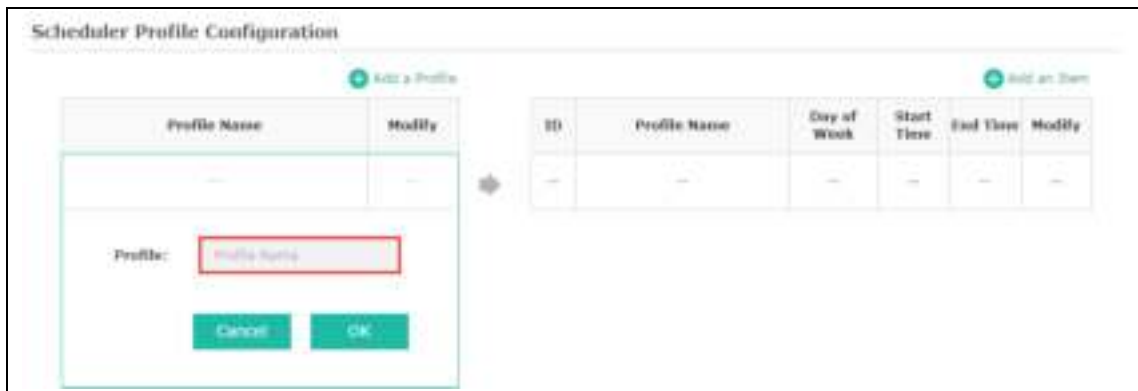 Scheduler Profile Configuration
Add a Profile
Add an Item
Profile Name Modify
ID Profile Name Day of Week Start Time End Time Modify
--- ---
--- --- --- --- --- ---
Profile: Profile Name
Cancel OK